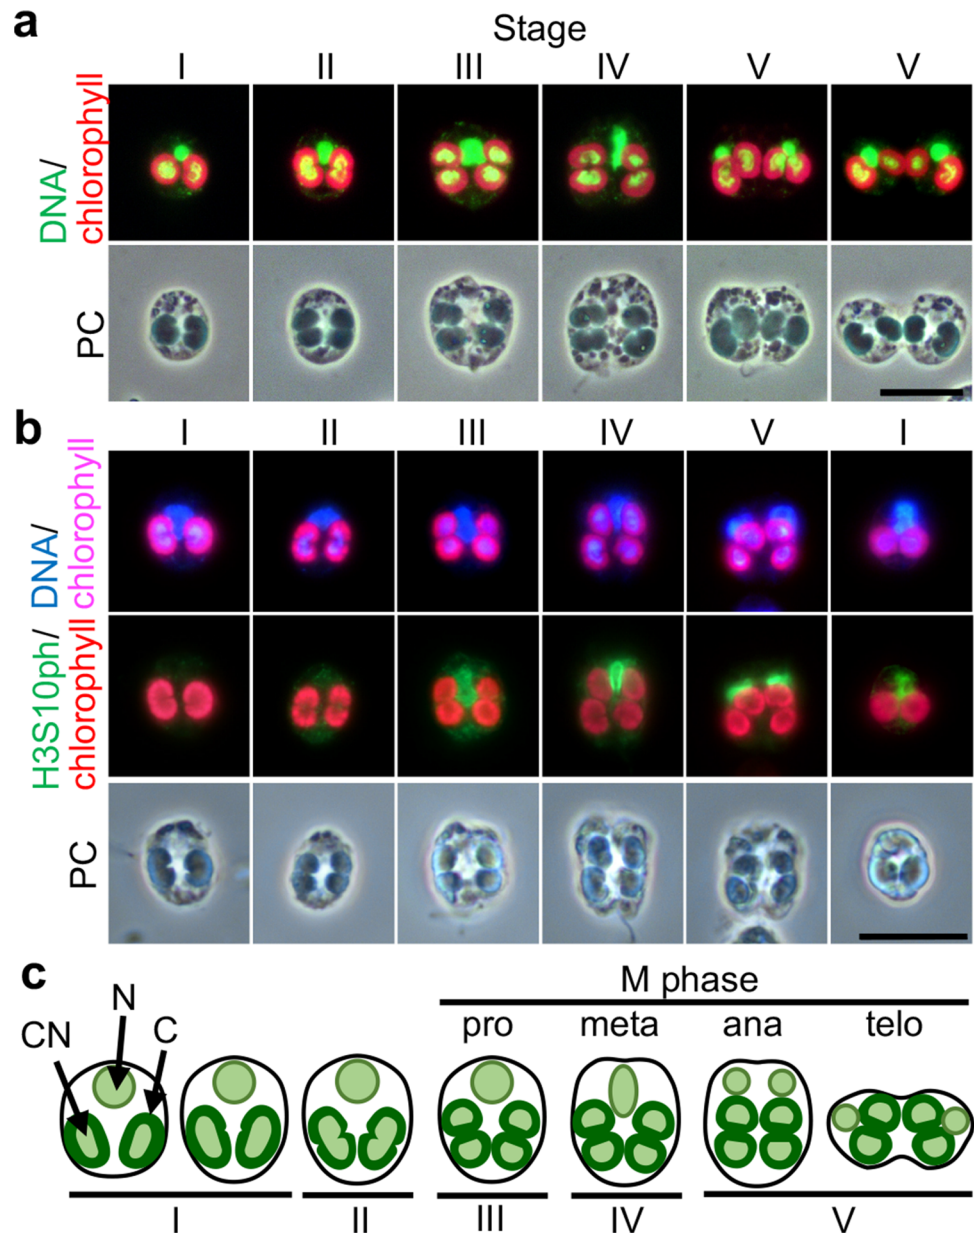 a
Stage
I II III IV V V
DNA/
chlorophyll
PC
b
I II III IV V I
DNA/
chlorophyll
H3S10ph/
chlorophyll
PC
c
M phase
N
CN
C
pro meta ana telo
I II III IV V